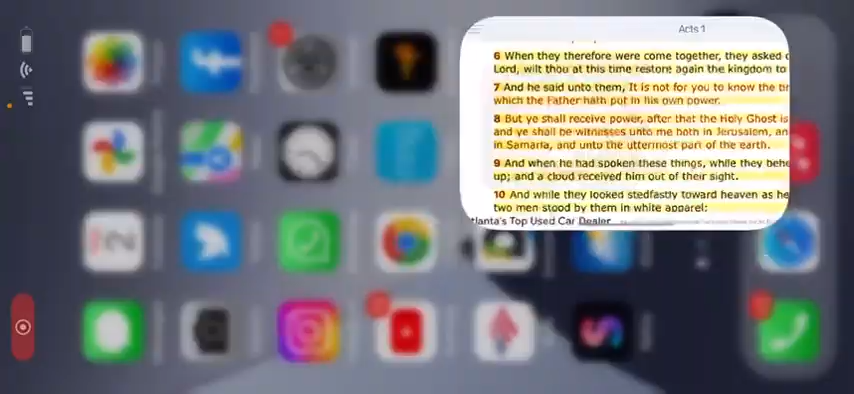 Acts 1
6 When they therefore were come together, they asked
Lord, wilt thou at this time restore again the kingdom to
7 And he said unto them, It is not for you to know the
which the Father hath put in his own power.
8 But ye shall receive power, after that the Holy Ghost is
and ye shall be witnesses unto me both in Jerusalem,
in Samaria, and unto the uttermost part of the earth.
9 And when he had spoken these things, while they
up; and a cloud received him out of their sight.
10 And while they looked stedfastly toward heaven as he
two men stood by them in white apparel:
tlanta's Top Used Car Dealer